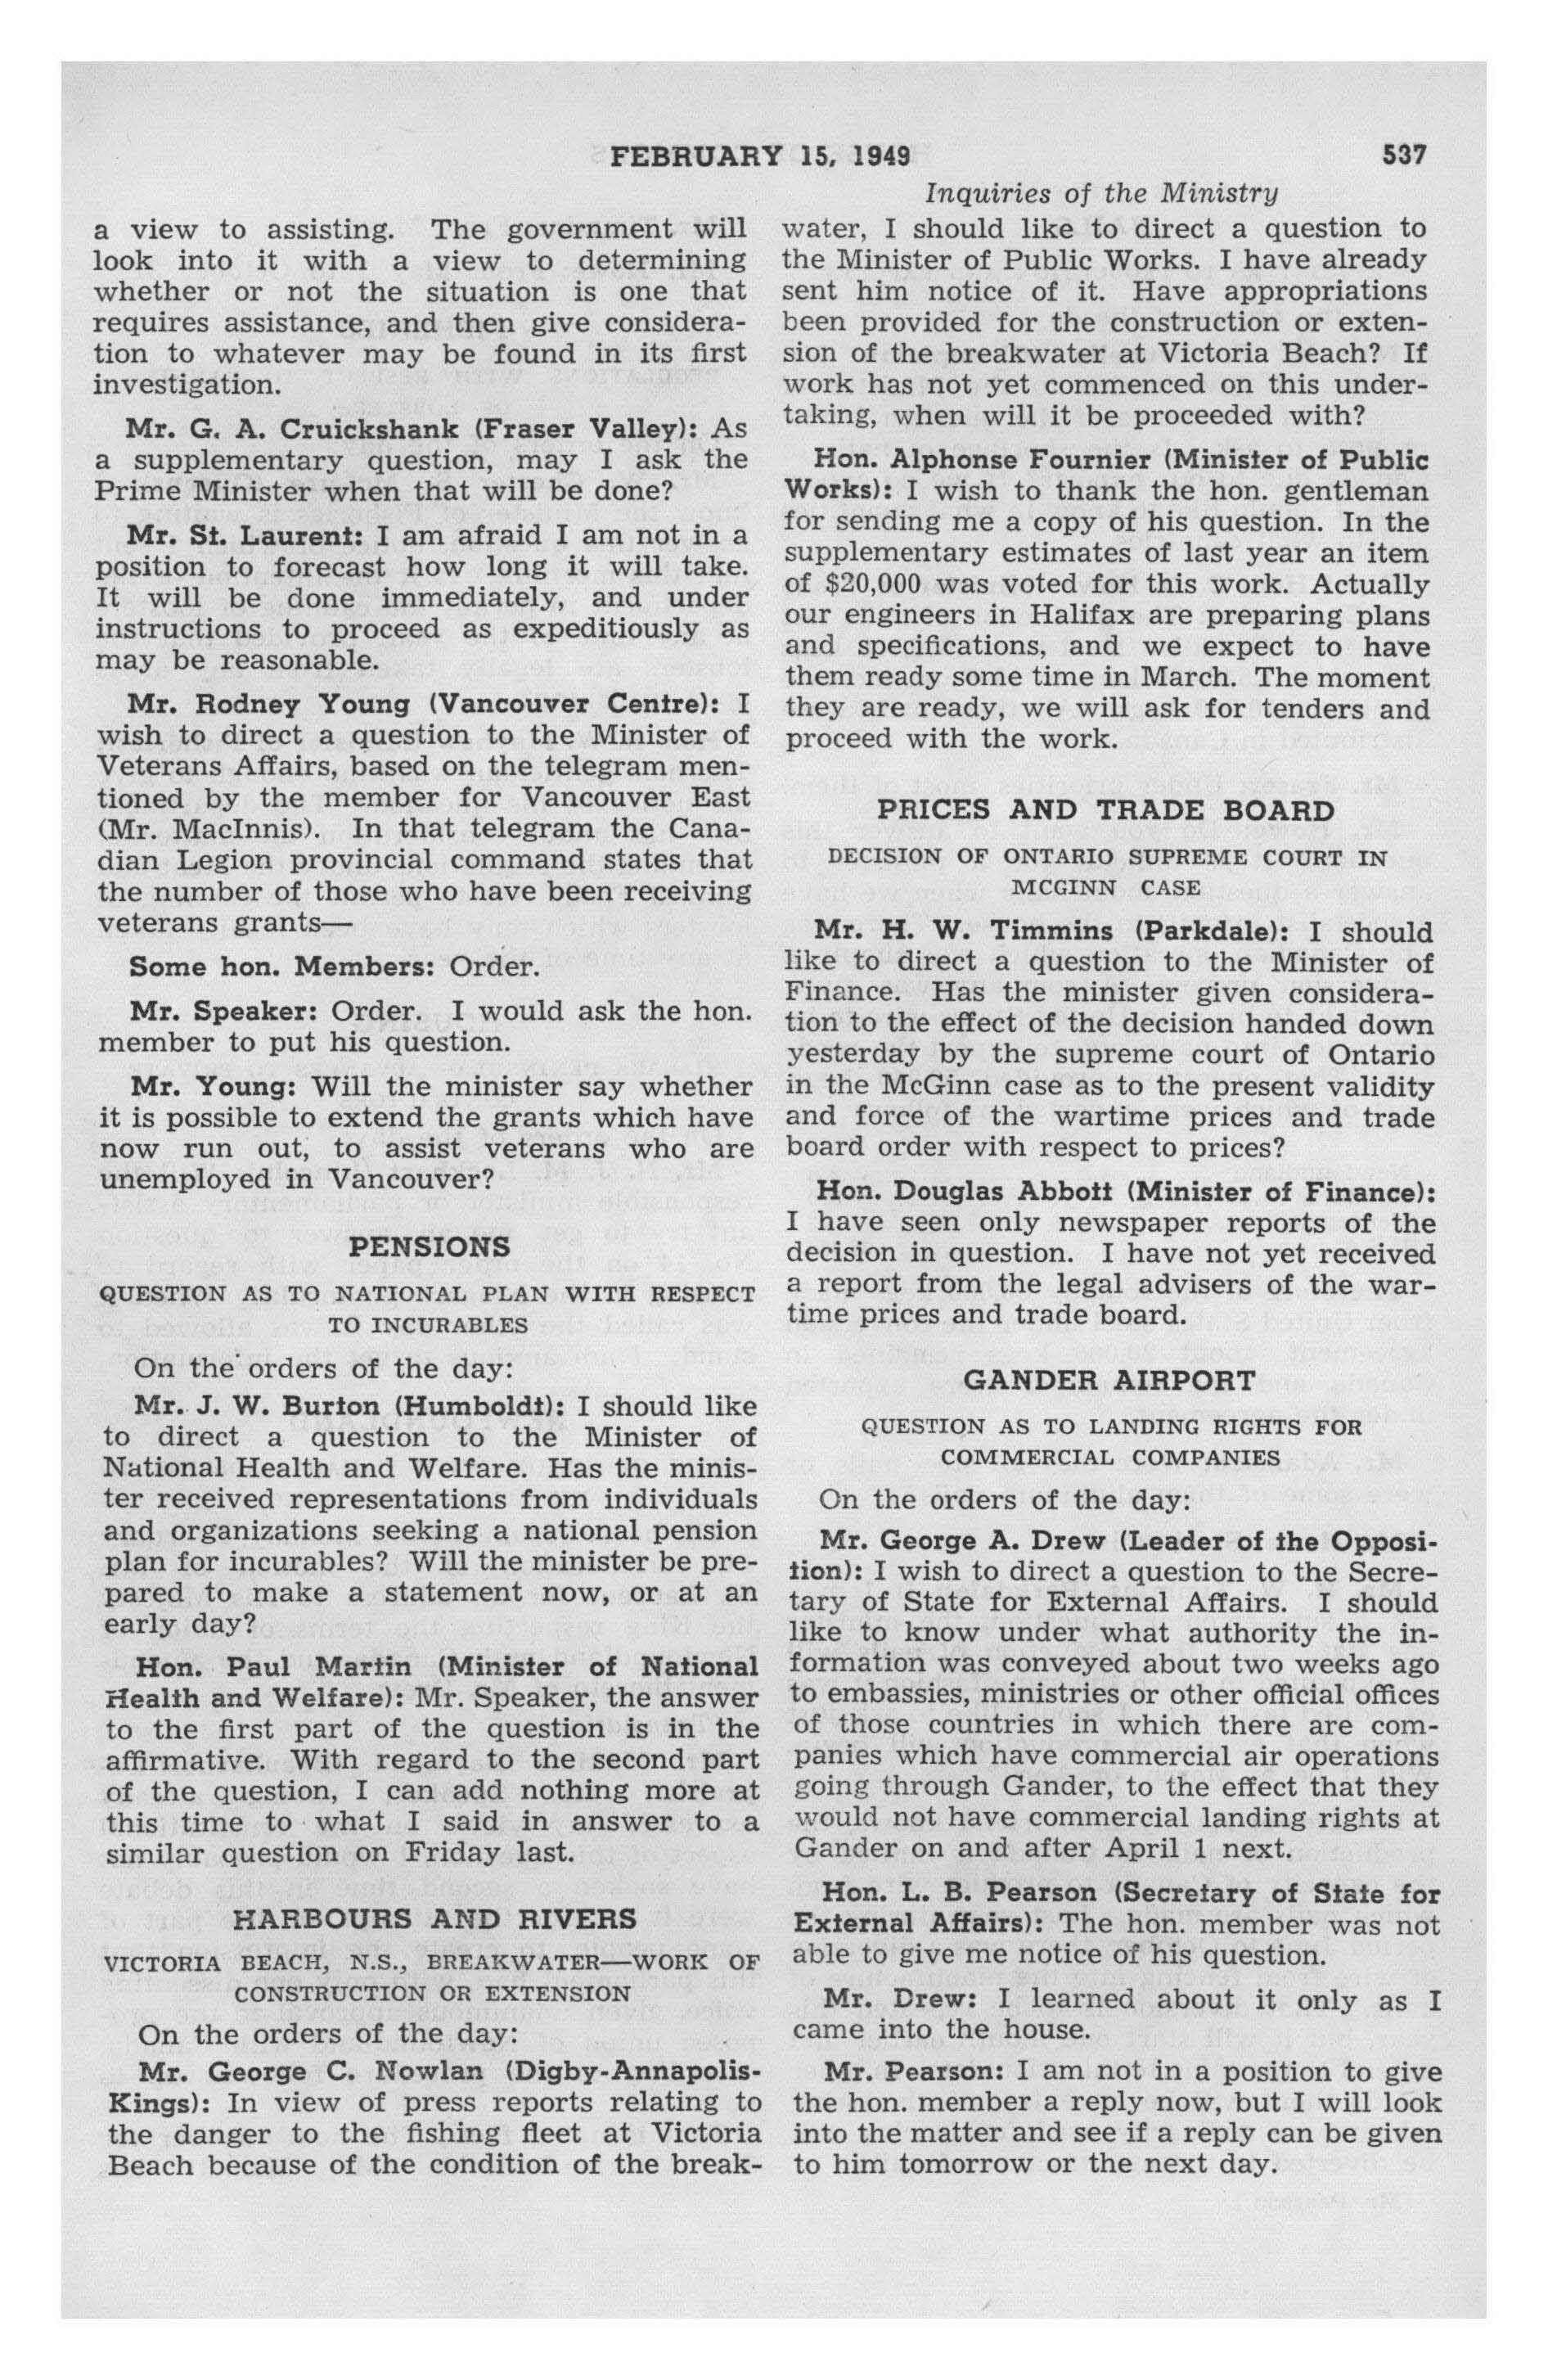 FEBRUARY 15, 1949 537
Inquiries of the Ministry
a view to assisting. The government will
look into it with a view to determining
whether or not the situation is one that
requires assistance, and then give considera-
tion to whatever may be found in its first
investigation.
Mr. G. A. Cruickshank (Fraser Valley): As
a supplementary question, may I ask the
Prime Minister when that will be done?
Mr. St. Laurent: I am afraid I am not in a
position to forecast how long it will take.
It will be done immediately, and under
instructions to proceed as expeditiously as
may be reasonable.
Mr. Rodney Young (Vancouver Centre): I
wish to direct a question to the Minister of
Veterans Affairs, based on the telegram men-
tioned by the member for Vancouver East
(Mr. MacInnis). In that telegram the Cana-
dian Legion provincial command states that
the number of those who have been receiving
veterans grants—
Some hon. Members: Order.
Mr. Speaker: Order. I would ask the hon.
member to put his question.
Mr. Young: Will the minister say whether
it is possible to extend the grants which have
now run out, to assist veterans who are
unemployed in Vancouver?
PENSIONS
QUESTION AS TO NATIONAL PLAN WITH RESPECT
TO INCURABLES
On the orders of the day:
Mr. J. W. Burton (Humboldt): I should like
to direct a question to the Minister of
National Health and Welfare. Has the minis-
ter received representations from individuals
and organizations seeking a national pension
plan for incurables? Will the minister be pre-
pared to make a statement now, or at an
early day?
Hon. Paul Martin (Minister of National
Health and Welfare): Mr. Speaker, the answer
to the first part of the question is in the
affirmative. With regard to the second part
of the question, I can add nothing more at
this time to what I said in answer to a
similar question on Friday last.
HARBOURS AND RIVERS
VICTORIA BEACH, N.S., BREAKWATER—WORK OF
CONSTRUCTION OR EXTENSION
On the orders of the day:
Mr. George C. Nowlan (Digby-Annapolis-
Kings): In view of press reports relating to
the danger to the fishing fleet at Victoria
Beach because of the condition of the break-
water, I should like to direct a question to
the Minister of Public Works. I have already
sent him notice of it. Have appropriations
been provided for the construction or exten-
sion of the breakwater at Victoria Beach? If
work has not yet commenced on this under-
taking, when will it be proceeded with?
Hon. Alphonse Fournier (Minister of Public
Works): I wish to thank the hon. gentleman
for sending me a copy of his question. In the
supplementary estimates of last year an item
of $20,000 was voted for this work. Actually
our engineers in Halifax are preparing plans
and specifications, and we expect to have
them ready some time in March. The moment
they are ready, we will ask for tenders and
proceed with the work.
PRICES AND TRADE BOARD
DECISION OF ONTARIO SUPREME COURT IN
MCGINN CASE
Mr. H. W. Timmins (Parkdale): I should
like to direct a question to the Minister of
Finance. Has the minister given considera-
tion to the effect of the decision handed down
yesterday by the supreme court of Ontario
in the McGinn case as to the present validity
and force of the wartime prices and trade
board order with respect to prices?
Hon. Douglas Abbott (Minister of Finance):
I have seen only newspaper reports of the
decision in question. I have not yet received
a report from the legal advisers of the war-
time prices and trade board.
GANDER AIRPORT
QUESTION AS TO LANDING RIGHTS FOR
COMMERCIAL COMPANIES
On the orders of the day:
Mr. George A. Drew (Leader of the Opposi-
tion): I wish to direct a question to the Secre-
tary of State for External Affairs. I should
like to know under what authority the in-
formation was conveyed about two weeks ago
to embassies, ministries or other official offices
of those countries in which there are com-
panies which have commercial air operations
going through Gander, to the effect that they
would not have commercial landing rights at
Gander on and after April 1 next.
Hon. L. B. Pearson (Secretary of State for
External Affairs): The hon. member was not
able to give me notice of his question.
Mr. Drew: I learned about it only as I
came into the house.
Mr. Pearson: I am not in a position to give
the hon. member a reply now, but I will look
into the matter and see if a reply can be given
to him tomorrow or the next day.